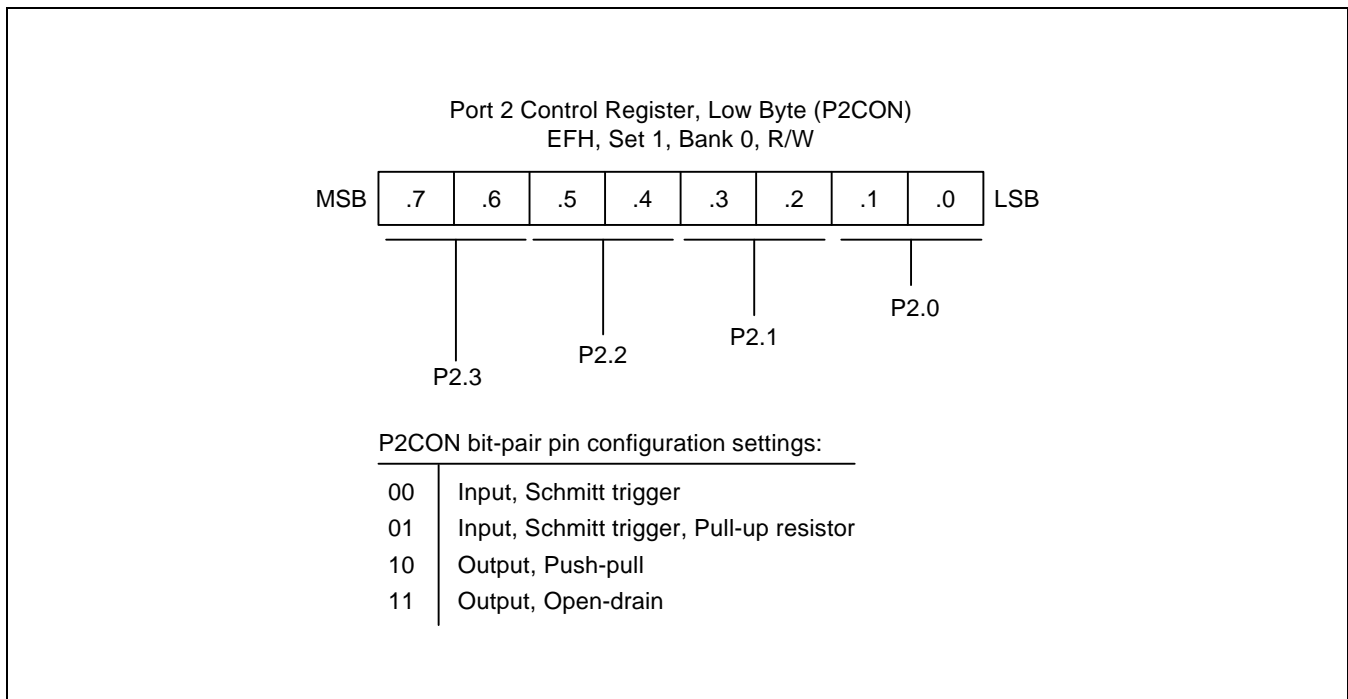 Port 2 Control Register, Low Byte (P2CON)
EFH, Set 1, Bank 0, R/W
MSB .7 .6 .5 .4 .3 .2 .1 .0 LSB
P2.0
P2.1
P2.2
P2.3
P2CON bit-pair pin configuration settings:
00 Input, Schmitt trigger
01 Input, Schmitt trigger, Pull-up resistor
10 Output, Push-pull
11 Output, Open-drain